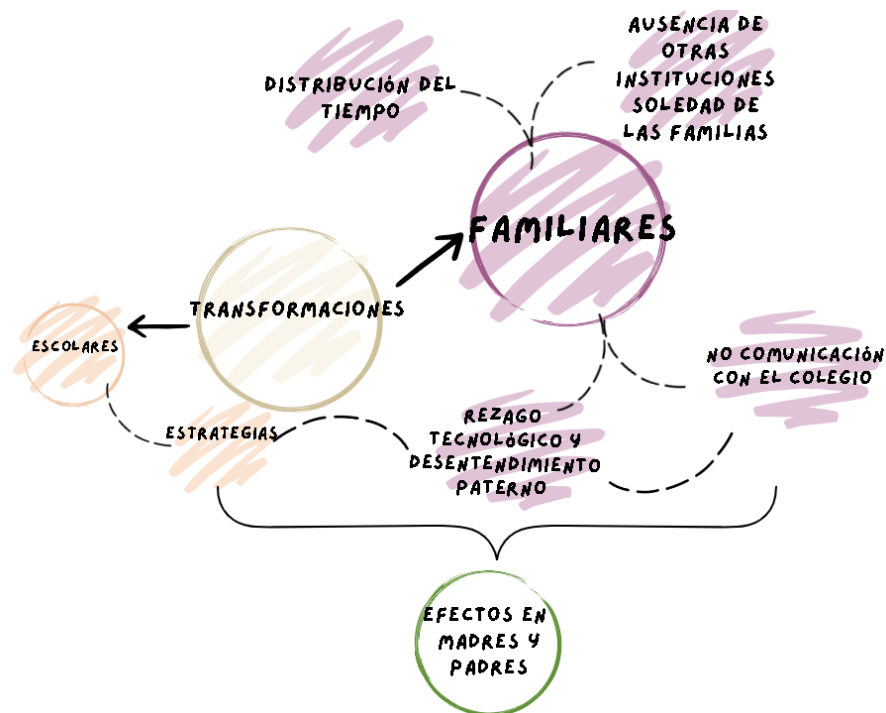 AUSENCIA DE
OTRAS
INSTITUCIONES
SOLEDAD DE
LAS FAMILIAS
DISTRIBUCIÓN DEL
TIEMPO
FAMILIARES
TRANSFORMACIONES
ESCOLARES
NO COMUNICACIÓN
CON EL COLEGIO
ESTRATEGIAS
REZAGO
TECNOLÓGICO Y
DESENTENDIMIENTO
PATERNO
EFECTOS EN
MADRES Y
PADRES